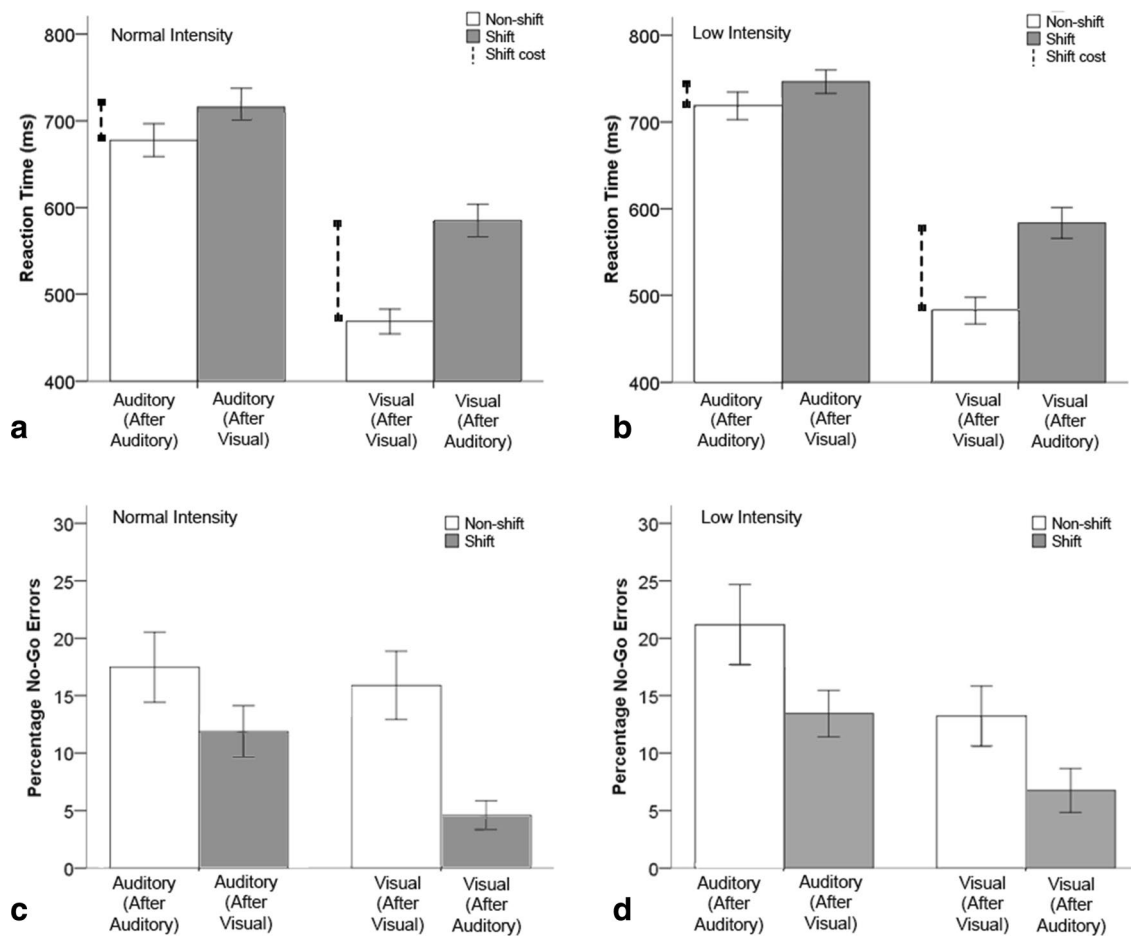 Normal Intensity
Non-shift
Shift
Shift cost
Reaction Time (ms)
800
700
600
500
400
Auditory
(After
Auditory)
Auditory
(After
Visual)
Visual
(After
Visual)
Visual
(After
Auditory)
a
Low Intensity
Non-shift
Shift
Shift cost
Reaction Time (ms)
800
700
600
500
400
Auditory
(After
Auditory)
Auditory
(After
Visual)
Visual
(After
Visual)
Visual
(After
Auditory)
b
Normal Intensity
Non-shift
Shift
Percentage No-Go Errors
30
25
20
15
10
5
0
Auditory
(After
Auditory)
Auditory
(After
Visual)
Visual
(After
Visual)
Visual
(After
Auditory)
c
Low Intensity
Non-shift
Shift
Percentage No-Go Errors
30
25
20
15
10
5
0
Auditory
(After
Auditory)
Auditory
(After
Visual)
Visual
(After
Visual)
Visual
(After
Auditory)
d